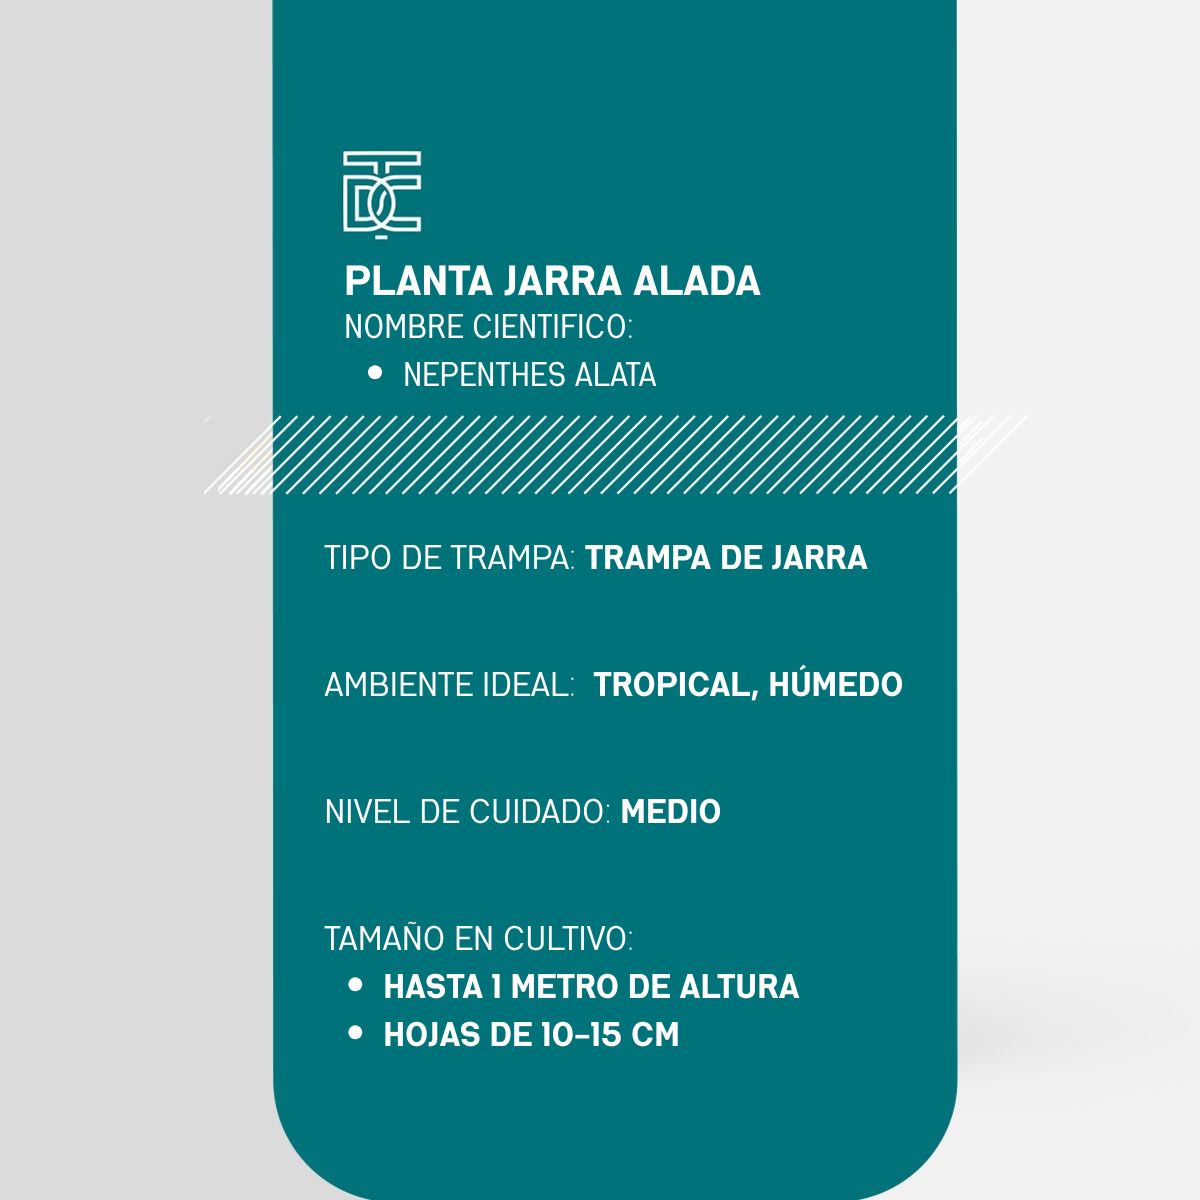 TDC
PLANTA JARRA ALADA
NOMBRE CIENTIFICO:
• NEPENTHES ALATA
TIPO DE TRAMPA: TRAMPA DE JARRA
AMBIENTE IDEAL: TROPICAL, HÚMEDO
NIVEL DE CUIDADO: MEDIO
TAMAÑO EN CULTIVO:
• HASTA 1 METRO DE ALTURA
• HOJAS DE 10-15 CM